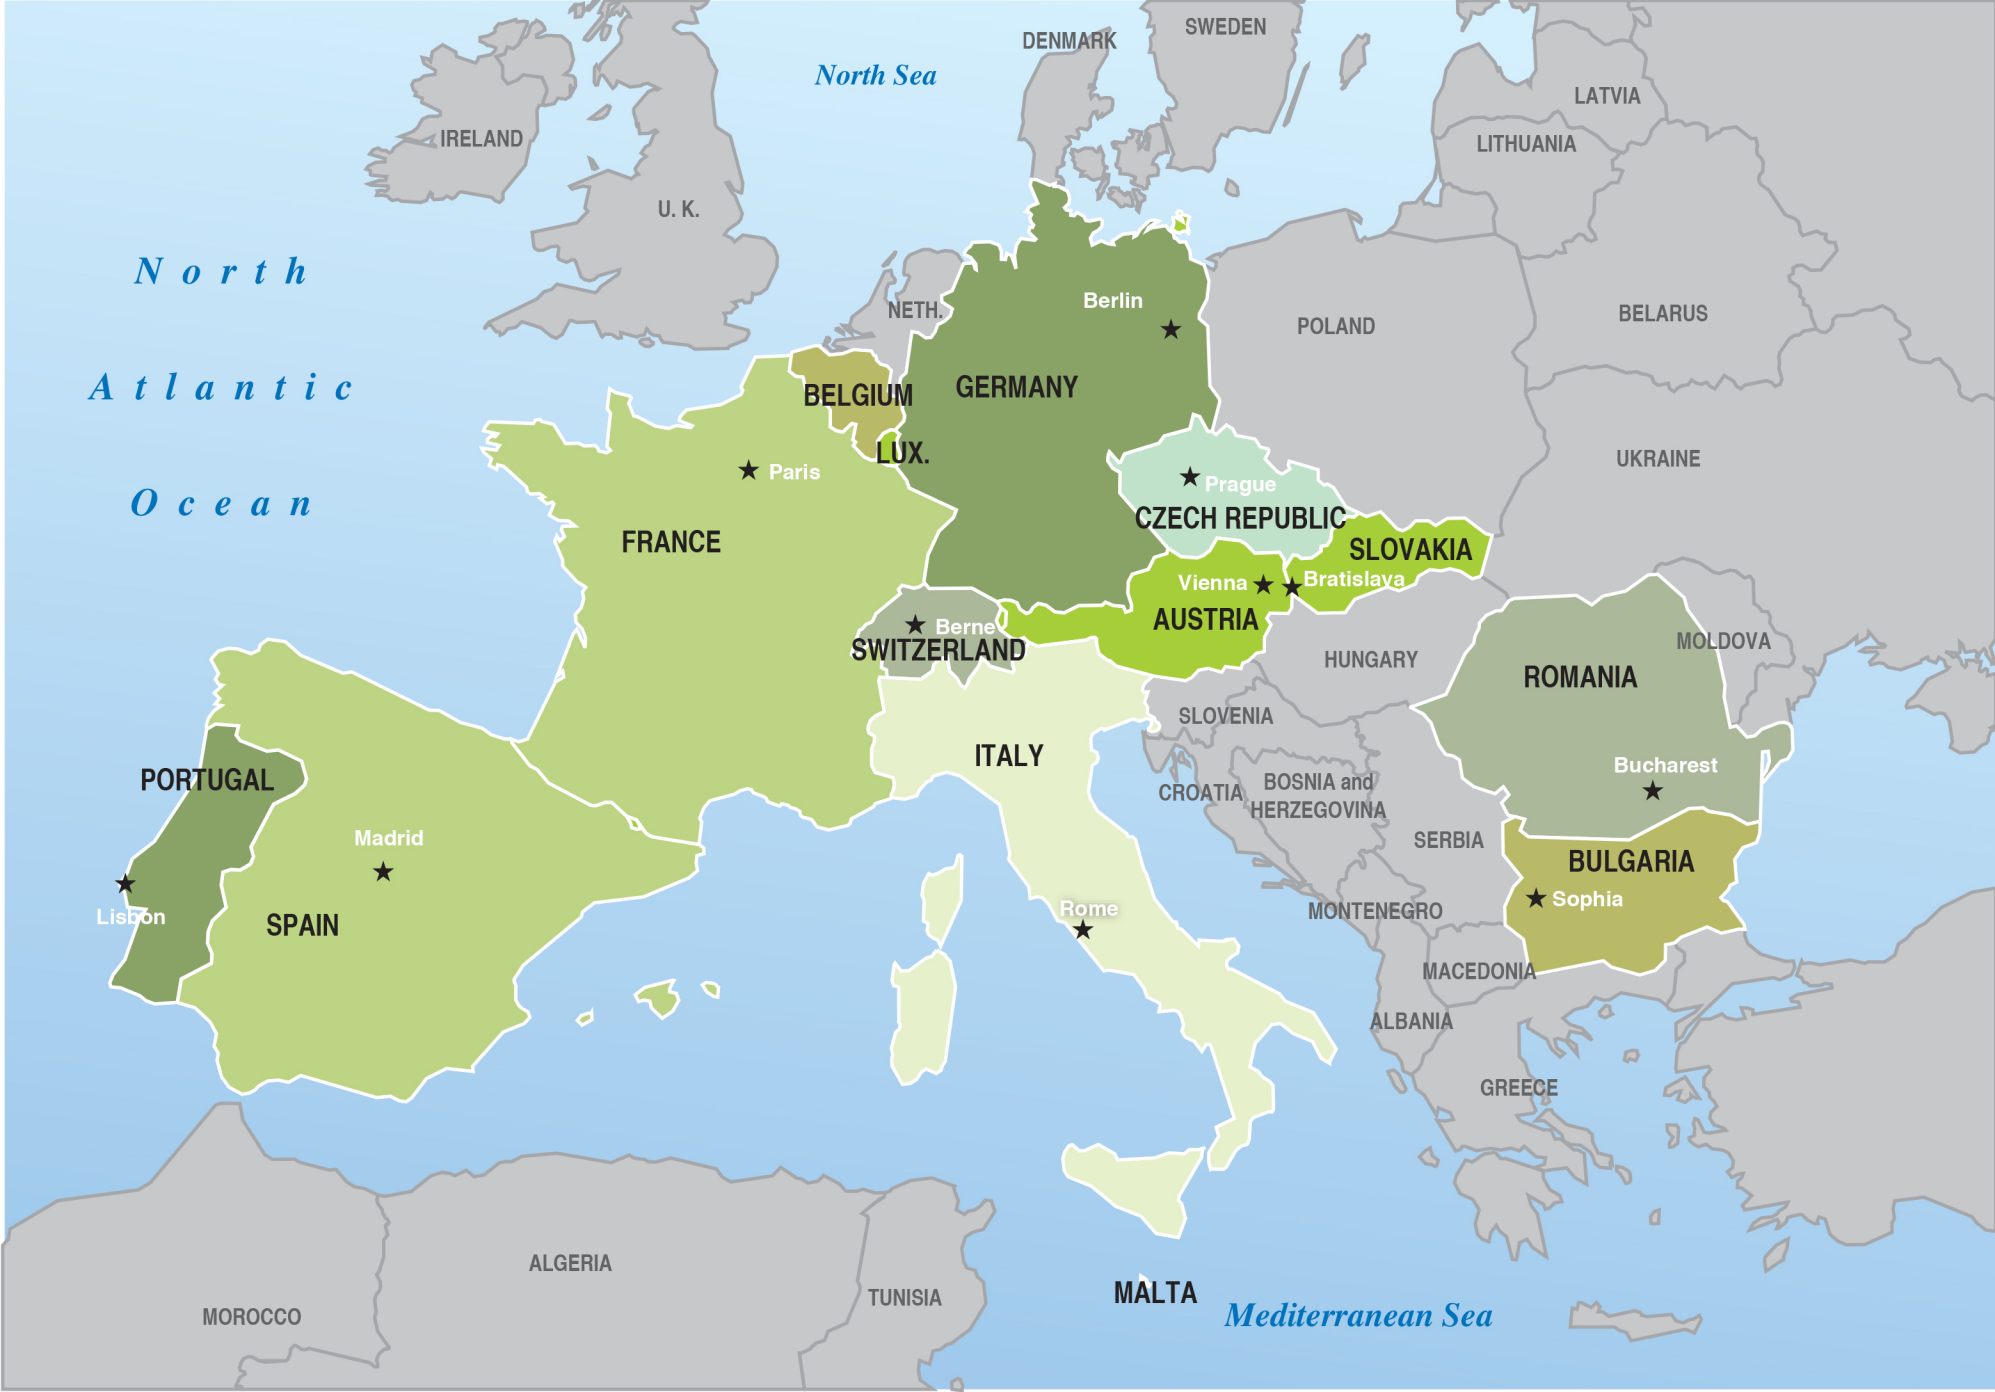 DENMARK
SWEDEN
North Sea
LATVIA
IRELAND
LITHUANIA
U. K.
North
NETH.
Berlin
POLAND
BELARUS
Atlantic
BELGIUM
GERMANY
LUX.
UKRAINE
Paris
Prague
Ocean
CZECH REPUBLIC
FRANCE
SLOVAKIA
Vienna
Bratislava
AUSTRIA
Berne
SWITZERLAND
HUNGARY
MOLDOVA
ROMANIA
SLOVENIA
ITALY
Bucharest
PORTUGAL
CROATIA
BOSNIA and
HERZEGOVINA
Madrid
SERBIA
BULGARIA
Sophia
Lisbon
SPAIN
Rome
MONTENEGRO
MACEDONIA
ALBANIA
GREECE
ALGERIA
MALTA
TUNISIA
MOROCCO
Mediterranean Sea